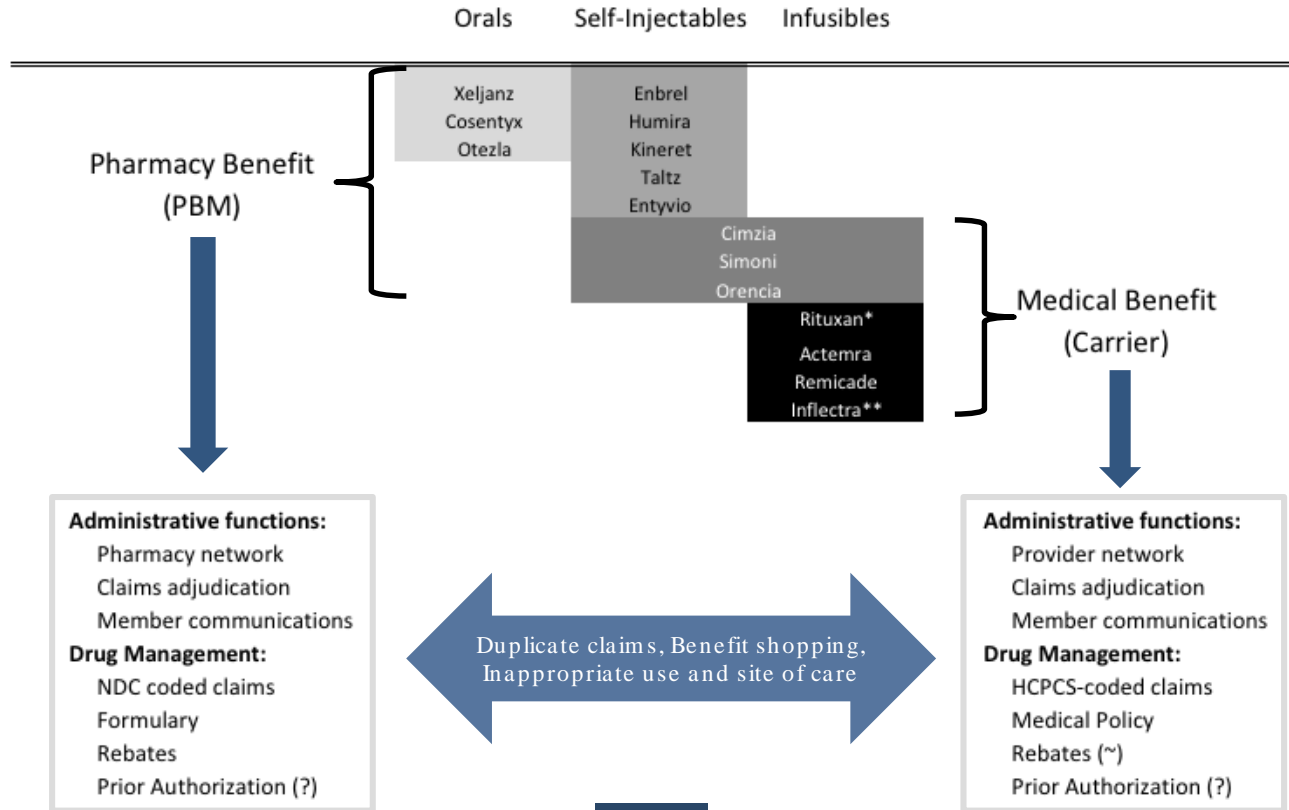 Orals Self-Injectables Infusibles
Xeljanz
Cosentyx
Otezla
Enbrel
Humira
Kineret
Taltz
Entyvio
Cimzia
Simoni
Orencia
Rituxan*
Actemra
Remicade
Inflectra**
Pharmacy Benefit
(PBM)
Medical Benefit
(Carrier)
Administrative functions:
Pharmacy network
Claims adjudication
Member communications
Drug Management:
NDC coded claims
Formulary
Rebates
Prior Authorization (?)
Duplicate claims, Benefit shopping,
Inappropriate use and site of care
Administrative functions:
Provider network
Claims adjudication
Member communications
Drug Management:
HCPCS-coded claims
Medical Policy
Rebates (~)
Prior Authorization (?)